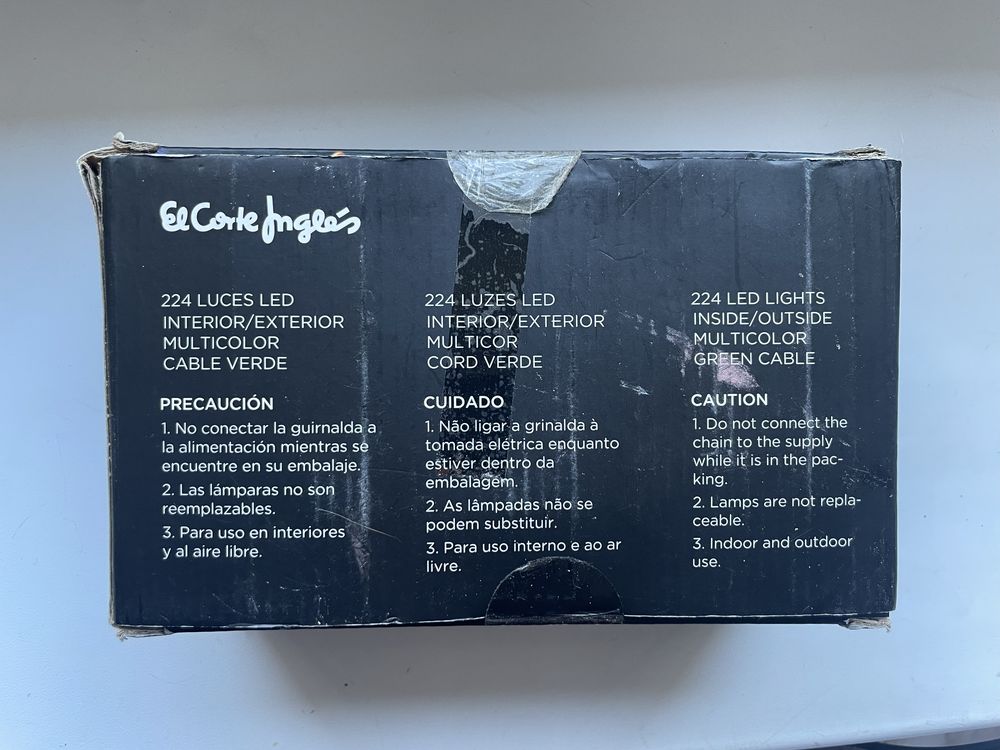 El Corte Inglés
224 LUCES LED
INTERIOR/EXTERIOR
MULTICOLOR
CABLE VERDE
PRECAUCIÓN
1. No conectar la guirnalda a
la alimentación mientras se
encuentre en su embalaje.
2. Las lámparas no son
reemplazables.
3. Para uso en interiores
y al aire libre.
224 LUZES LED
INTERIOR/EXTERIOR
MULTICOR
CORD VERDE
CUIDADO
1. Não ligar a grinalda à
tomada elétrica enquanto
estiver dentro da
embalagem.
2. As lâmpadas não se
podem substituir.
3. Para uso interno e ao ar
livre.
224 LED LIGHTS
INSIDE/OUTSIDE
MULTICOLOR
GREEN CABLE
CAUTION
1. Do not connect the
chain to the supply
while it is in the pac-
king.
2. Lamps are not repla-
ceable.
3. Indoor and outdoor
use.